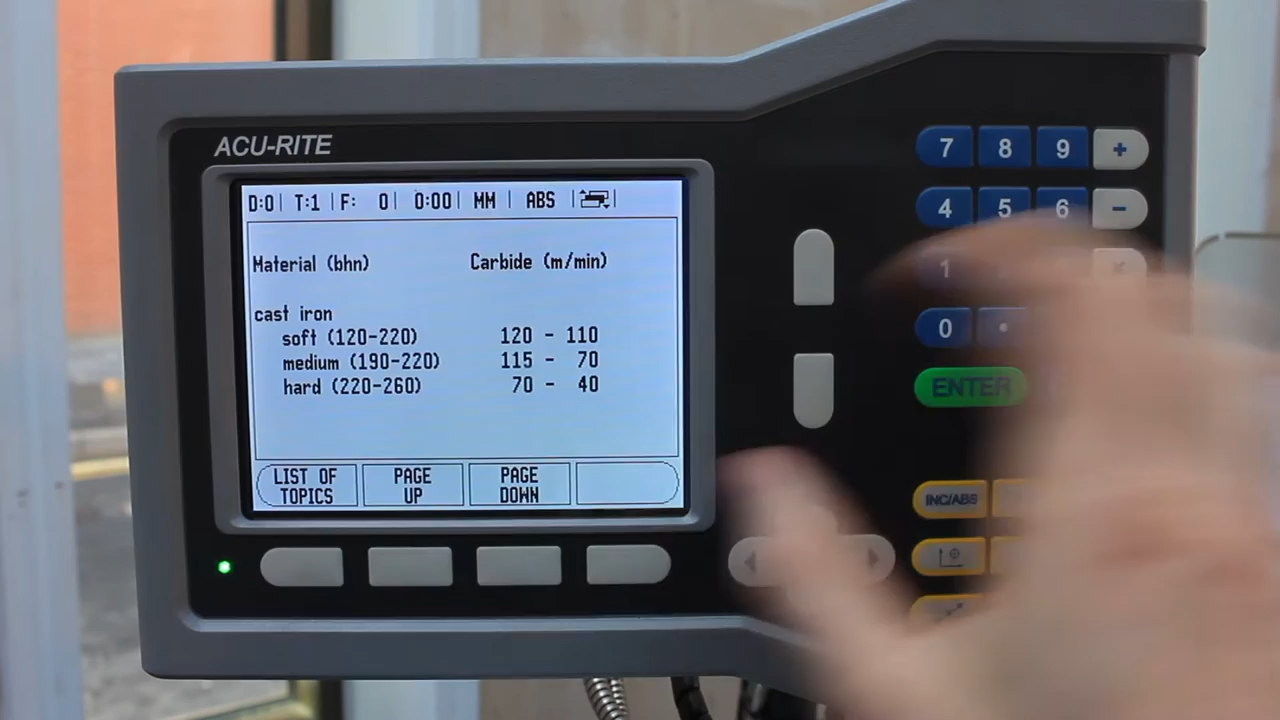 ACU-RITE
D:0 T:1 F: 0 0:00 MM ABS
Material (bhn) Carbide (m/min)
cast iron
soft (120-220) 120 - 110
medium (190-220) 115 - 70
hard (220-260) 70 - 40
LIST OF TOPICS
PAGE UP
PAGE DOWN
7 8 9 +
4 5 6 -
1
0 .
ENTER
INC/ABS